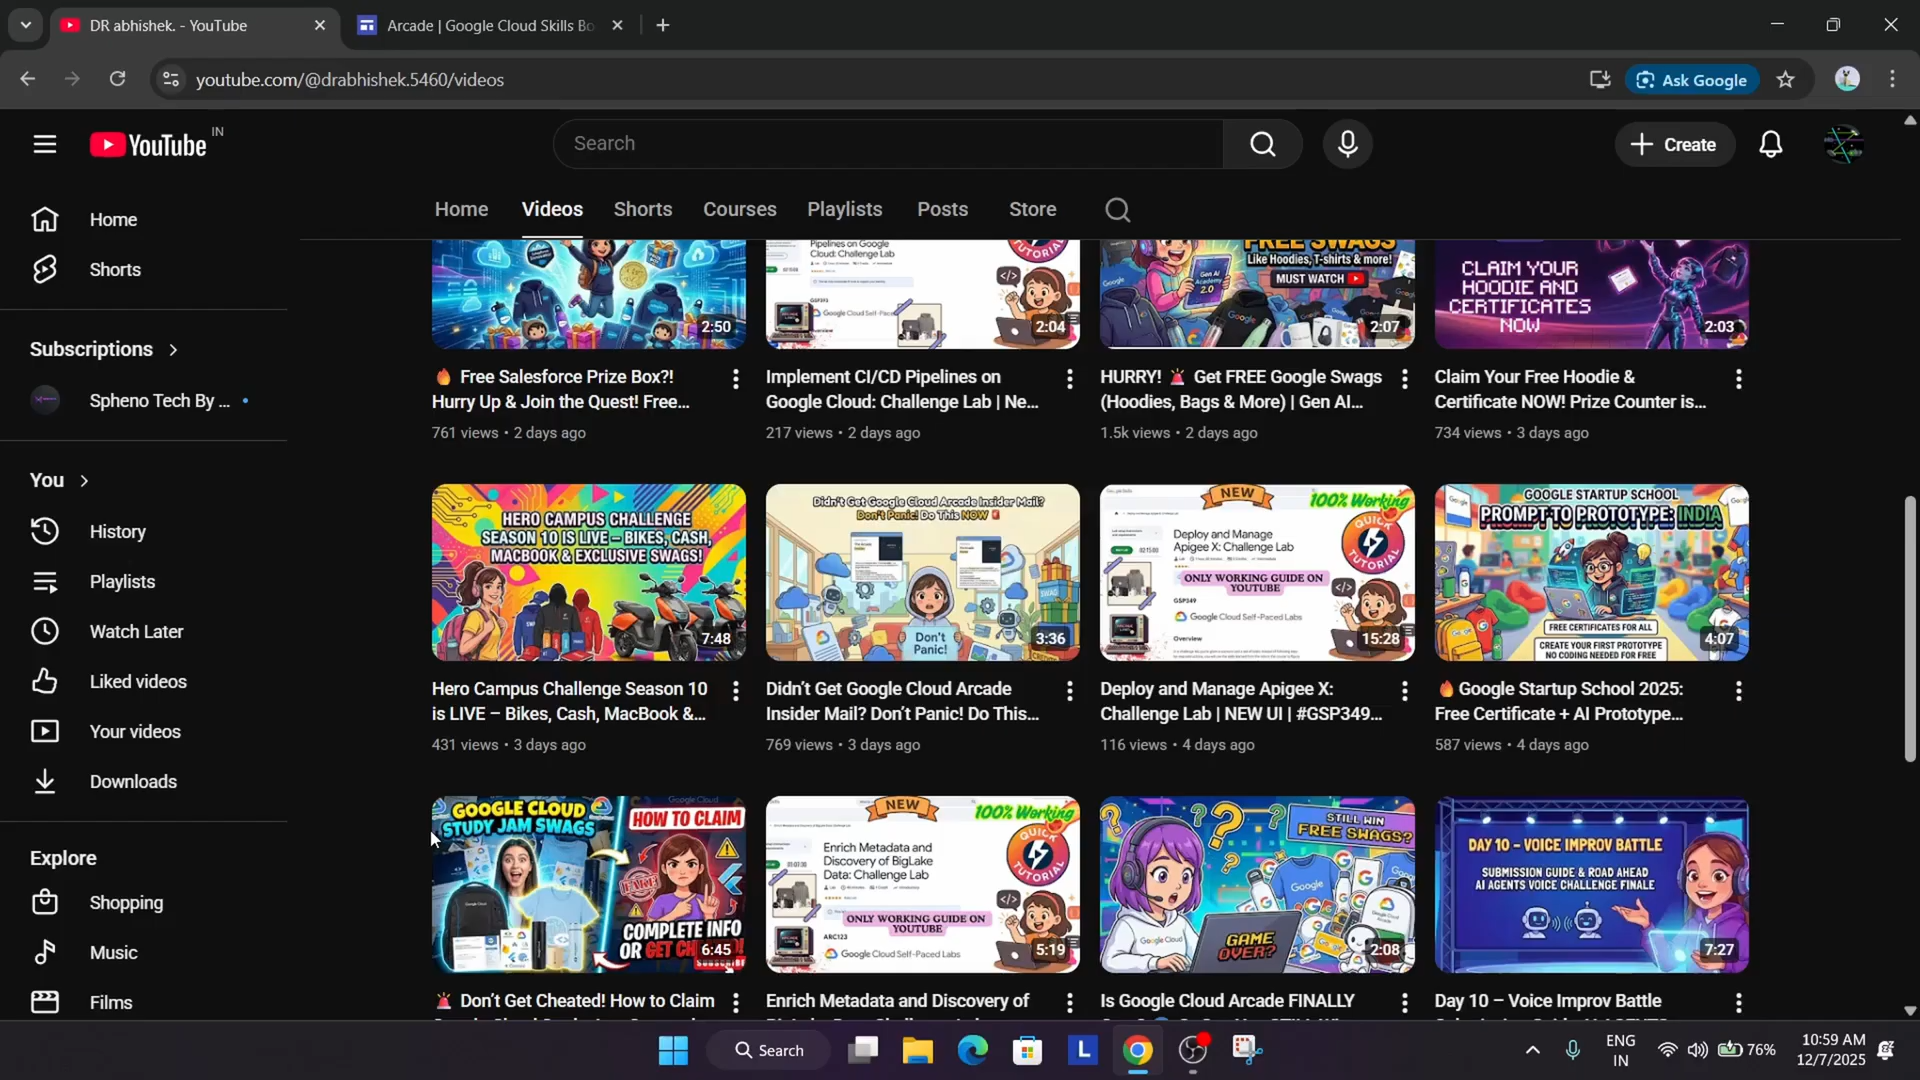 DR abhishek. - YouTube
Arcade | Google Cloud Skills Bo
youtube.com/@drabhishek.5460/videos
Ask Google
YouTube IN
Search
Create
Home
Videos
Shorts
Courses
Playlists
Posts
Store
Home
Shorts
Subscriptions
Spheno Tech By ...
You
History
Playlists
Watch Later
Liked videos
Your videos
Downloads
Explore
Shopping
Music
Films
2:50
Pipelines on Google
Cloud: Challenge Lab
TUTORIAL
2:04
FREE SWAGS
Like Hoodies, T-shirts & more!
MUST WATCH
Gen AI
Academy
2.0
2:07
CLAIM YOUR
HOODIE AND
CERTIFICATES
NOW
2:03
🔥 Free Salesforce Prize Box?!
Hurry Up & Join the Quest! Free...
761 views • 2 days ago
Implement CI/CD Pipelines on
Google Cloud: Challenge Lab | Ne...
217 views • 2 days ago
HURRY! 🚨 Get FREE Google Swags
(Hoodies, Bags & More) | Gen AI...
1.5k views • 2 days ago
Claim Your Free Hoodie &
Certificate NOW! Prize Counter is...
734 views • 3 days ago
HERO CAMPUS CHALLENGE
SEASON 10 IS LIVE – BIKES, CASH,
MACBOOK & EXCLUSIVE SWAGS!
7:48
Didn't Get Google Cloud Arcade Insider Mail?
Don't Panic! Do This NOW
Don't
Panic!
SWAG
3:36
NEW
100% Working
QUICK
TUTORIAL
Deploy and Manage
Apigee X: Challenge Lab
ONLY WORKING GUIDE ON
YOUTUBE
GSP349
Google Cloud Self-Paced Labs
Overview
15:28
GOOGLE STARTUP SCHOOL
PROMPT TO PROTOTYPE: INDIA
FREE CERTIFICATES FOR ALL
CREATE YOUR FIRST PROTOTYPE
NO CODING NEEDED FOR FREE
4:07
Hero Campus Challenge Season 10
is LIVE – Bikes, Cash, MacBook &...
431 views • 3 days ago
Didn't Get Google Cloud Arcade
Insider Mail? Don't Panic! Do This...
769 views • 3 days ago
Deploy and Manage Apigee X:
Challenge Lab | NEW UI | #GSP349...
116 views • 4 days ago
🔥 Google Startup School 2025:
Free Certificate + AI Prototype...
587 views • 4 days ago
GOOGLE CLOUD
STUDY JAM SWAGS
HOW TO CLAIM
FAKE
COMPLETE INFO
OR GET CH
6:45
NEW
100% Working
QUICK
TUTORIAL
Enrich Metadata and
Discovery of BigLake
Data: Challenge Lab
ONLY WORKING GUIDE ON
YOUTUBE
ARC123
Google Cloud Self-Paced Labs
5:19
STILL WIN
FREE SWAGS?
Google Cloud
GAME
OVER?
2:08
DAY 10 – VOICE IMPROV BATTLE
SUBMISSION GUIDE & ROAD AHEAD
AI AGENTS VOICE CHALLENGE FINALE
7:27
🚨 Don't Get Cheated! How to Claim
Enrich Metadata and Discovery of
Is Google Cloud Arcade FINALLY
Day 10 – Voice Improv Battle
Search
ENG
IN
76%
10:59 AM
12/7/2025